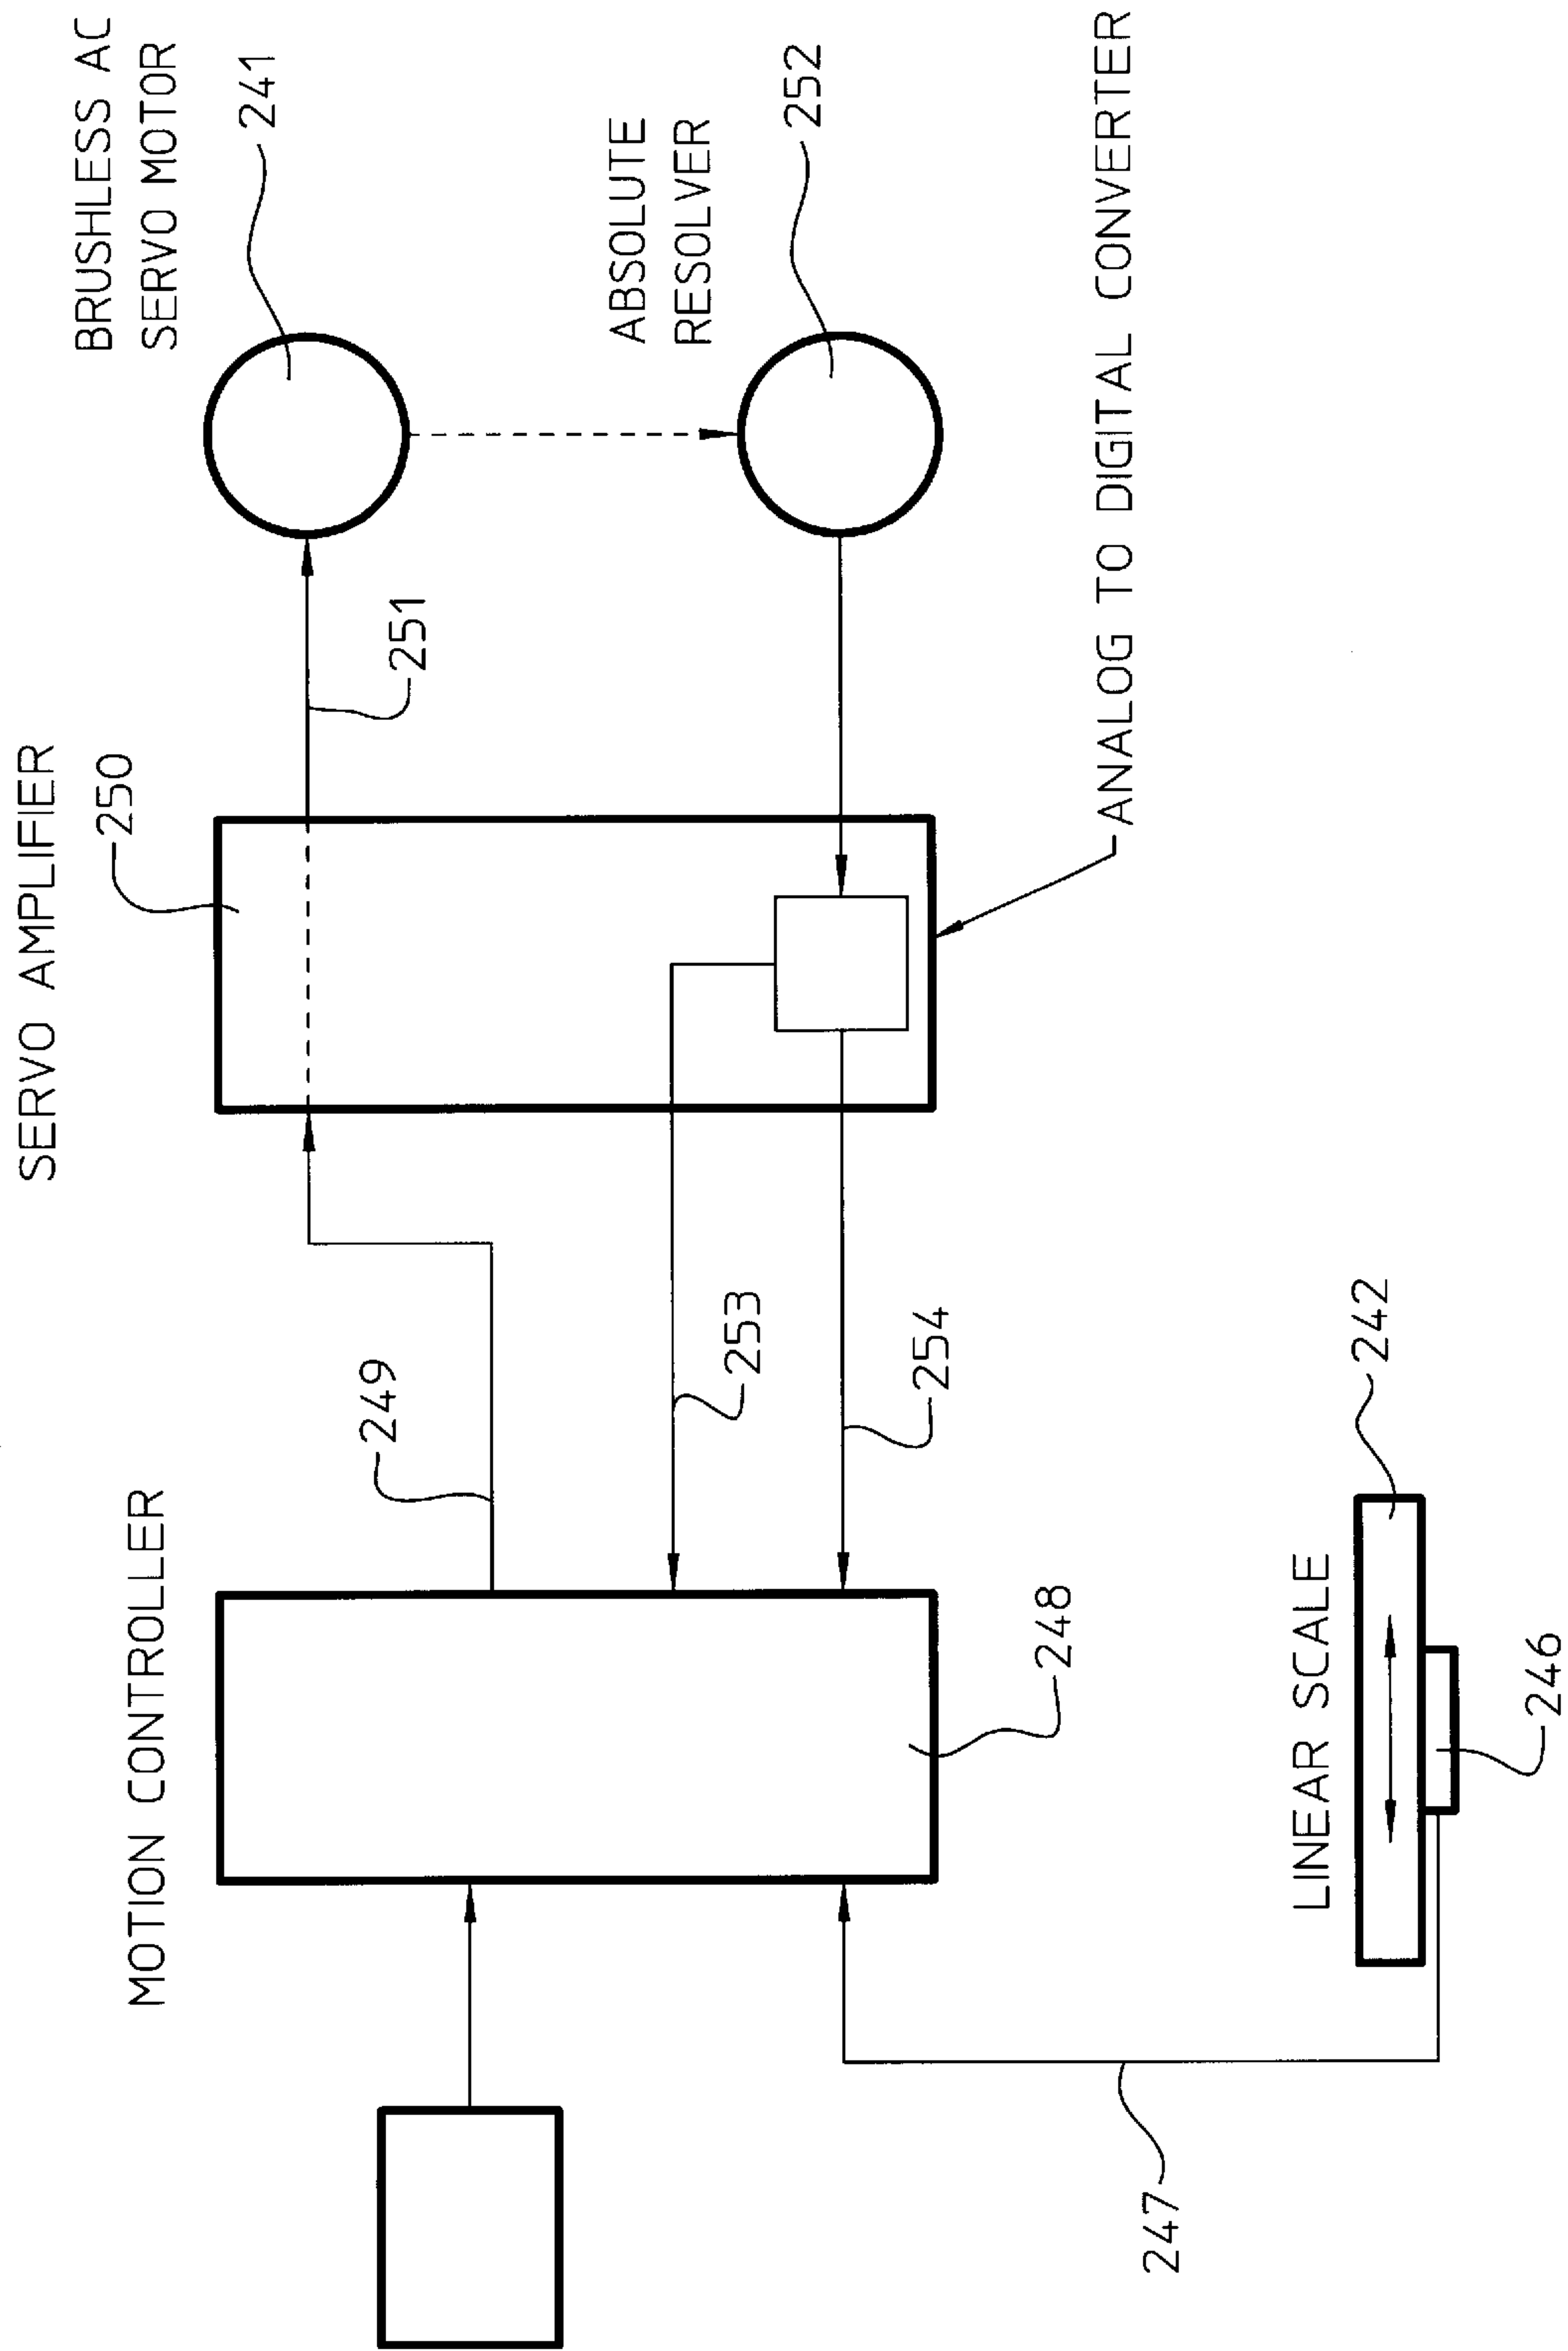 SERVO AMPLIFIER
250
BRUSHLESS AC
SERVO MOTOR
241
MOTION CONTROLLER
249
251
ABSOLUTE
RESOLVER
252
253
254
248
ANALOG TO DIGITAL CONVERTER
247
LINEAR SCALE
242
246